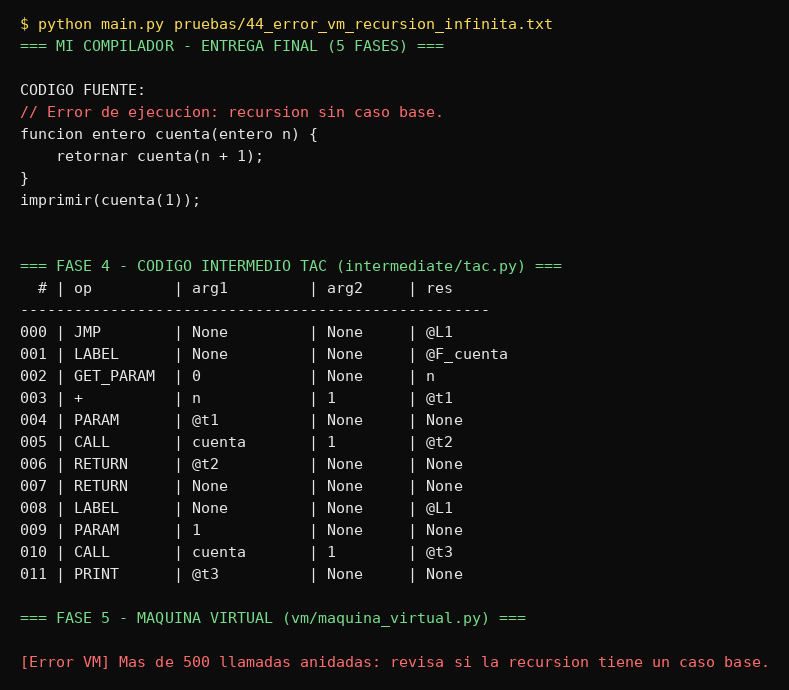 $ python main.py pruebas/44_error_vm_recursion_infinita.txt
=== MI COMPILADOR - ENTREGA FINAL (5 FASES) ===

CODIGO FUENTE:
// Error de ejecucion: recursion sin caso base.
funcion entero cuenta(entero n) {
    retornar cuenta(n + 1);
}
imprimir(cuenta(1));


=== FASE 4 - CODIGO INTERMEDIO TAC (intermediate/tac.py) ===
  # | op         | arg1         | arg2     | res
----------------------------------------------------
000 | JMP        | None         | None     | @L1
001 | LABEL      | None         | None     | @F_cuenta
002 | GET_PARAM  | 0            | None     | n
003 | +          | n            | 1        | @t1
004 | PARAM      | @t1          | None     | None
005 | CALL       | cuenta       | 1        | @t2
006 | RETURN     | @t2          | None     | None
007 | RETURN     | None         | None     | None
008 | LABEL      | None         | None     | @L1
009 | PARAM      | 1            | None     | None
010 | CALL       | cuenta       | 1        | @t3
011 | PRINT      | @t3          | None     | None

=== FASE 5 - MAQUINA VIRTUAL (vm/maquina_virtual.py) ===

[Error VM] Mas de 500 llamadas anidadas: revisa si la recursion tiene un caso base.